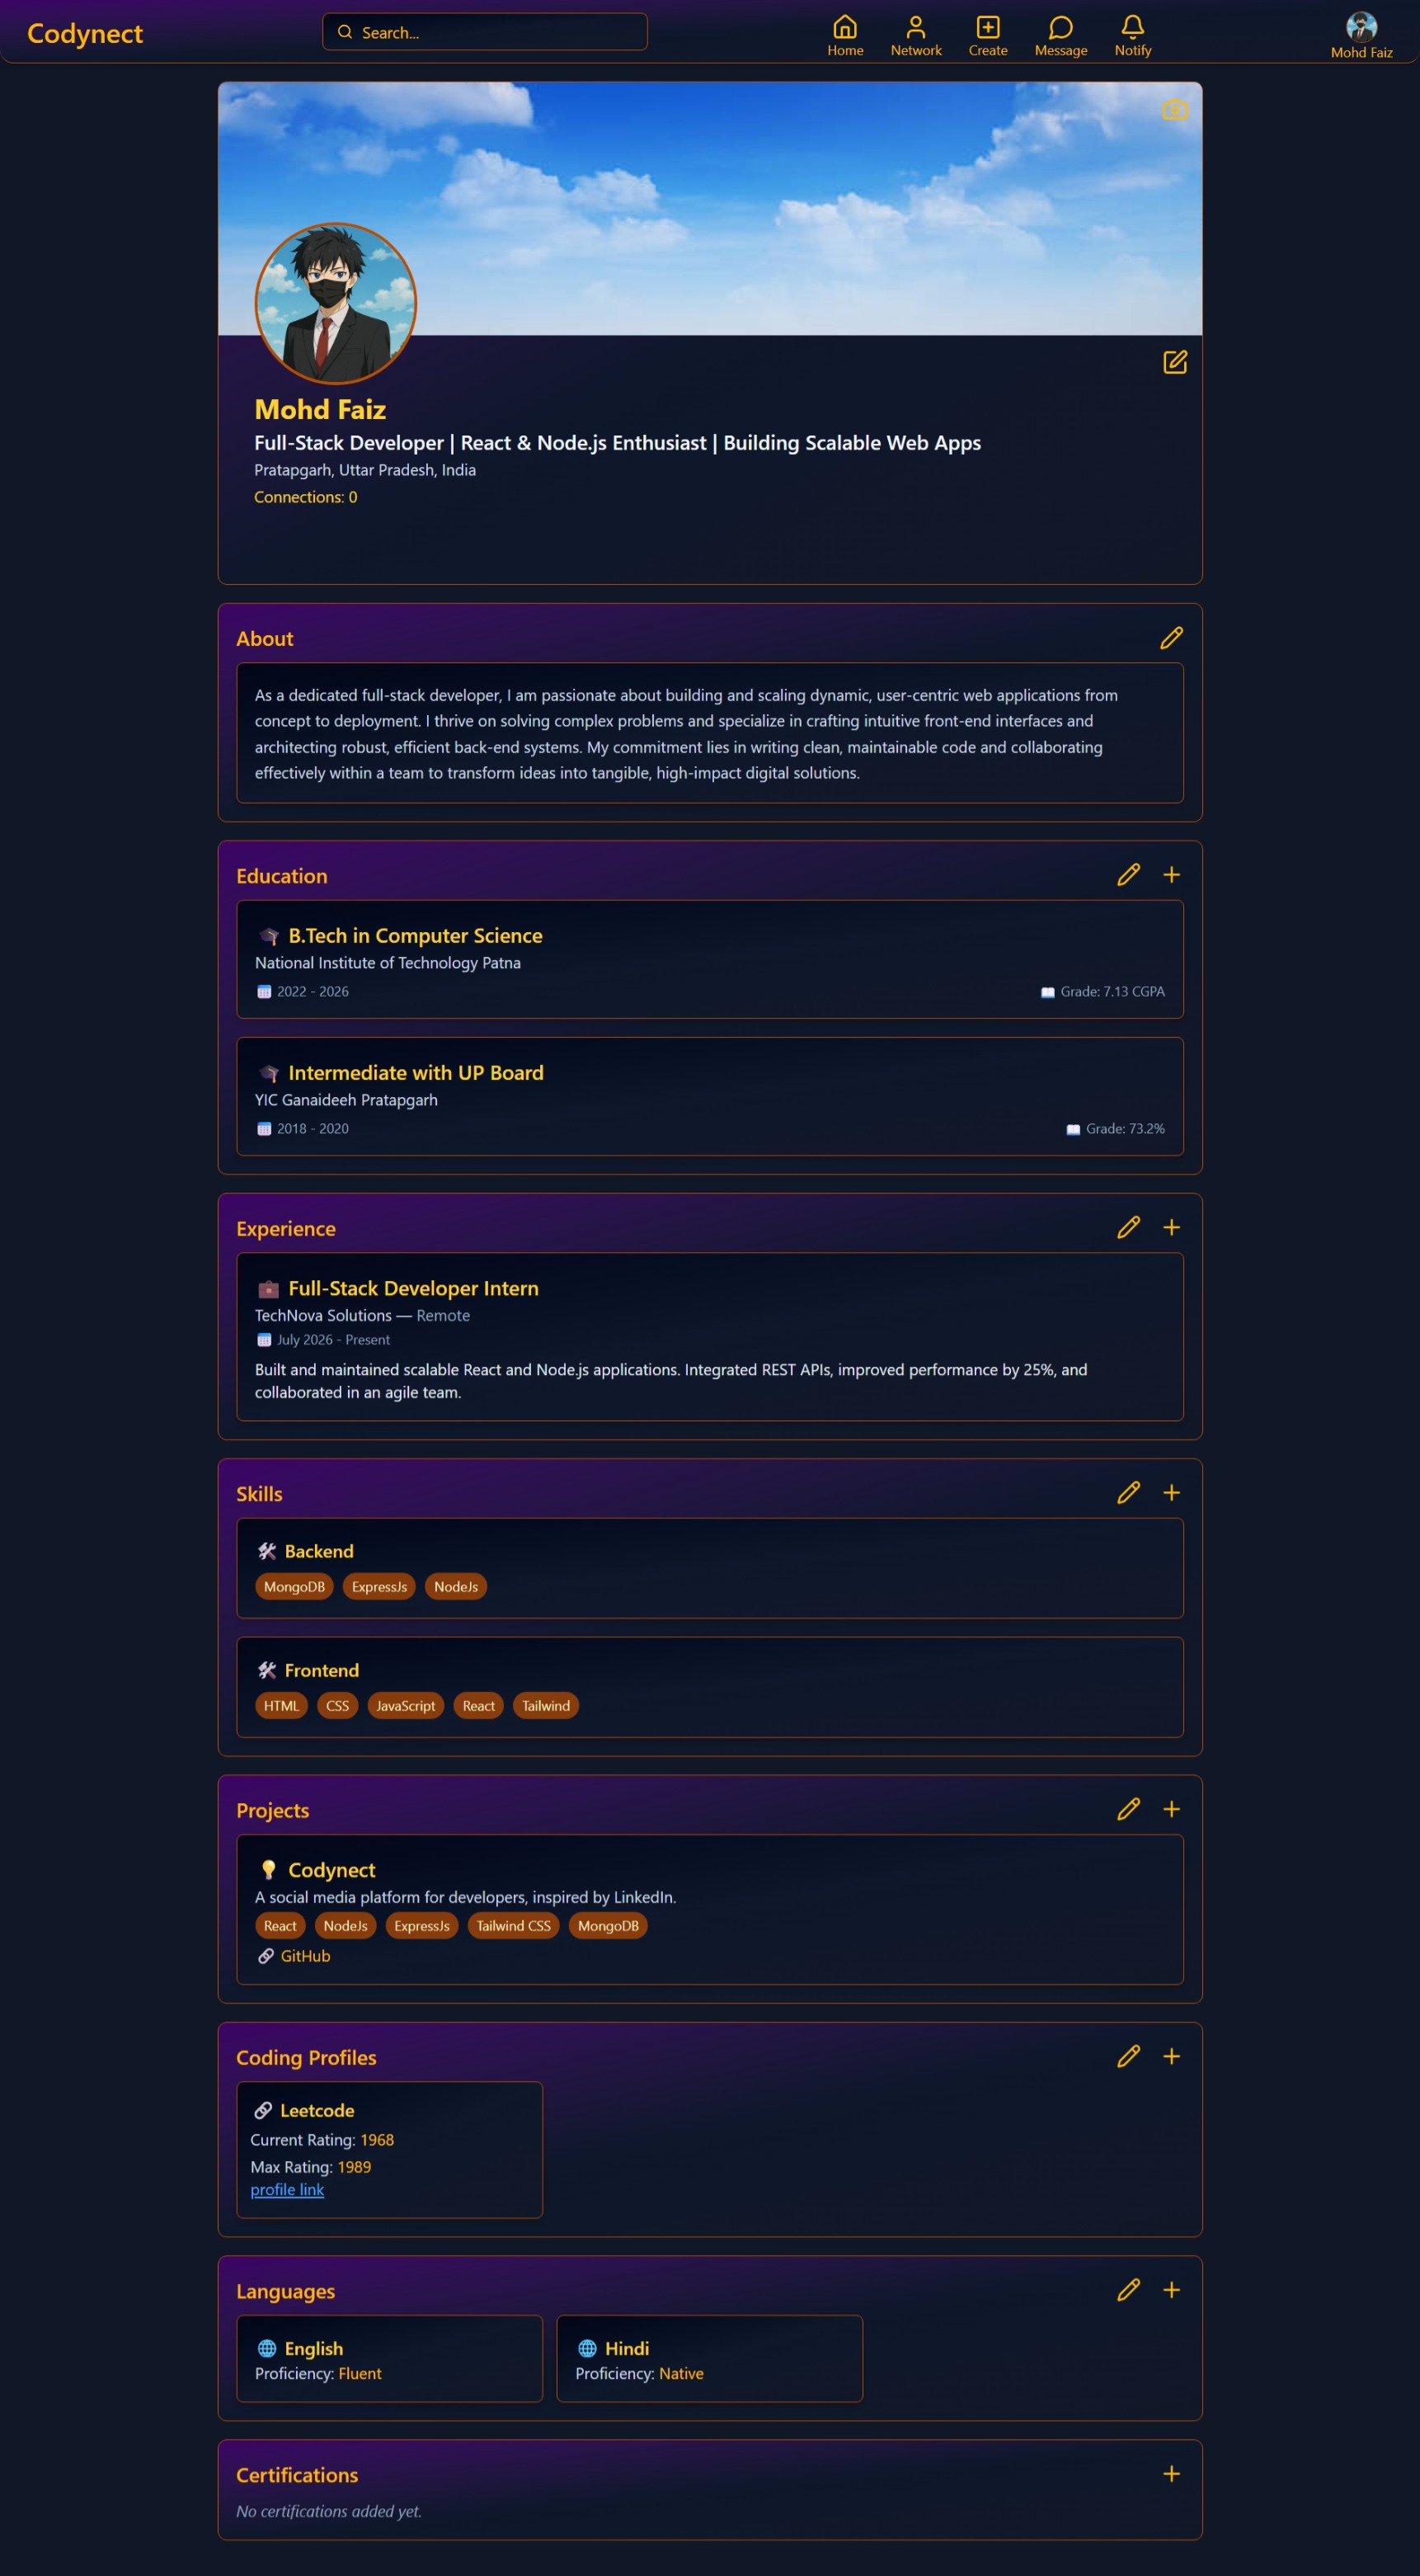 Codynect
Search...
Home
Network
Create
Message
Notify
Mohd Faiz
Mohd Faiz
Full-Stack Developer | React & Node.js Enthusiast | Building Scalable Web Apps
Pratapgarh, Uttar Pradesh, India
Connections: 0
About
As a dedicated full-stack developer, I am passionate about building and scaling dynamic, user-centric web applications from
concept to deployment. I thrive on solving complex problems and specialize in crafting intuitive front-end interfaces and
architecting robust, efficient back-end systems. My commitment lies in writing clean, maintainable code and collaborating
effectively within a team to transform ideas into tangible, high-impact digital solutions.
Education
B.Tech in Computer Science
National Institute of Technology Patna
2022 - 2026
Grade: 7.13 CGPA
Intermediate with UP Board
YIC Ganaideeh Pratapgarh
2018 - 2020
Grade: 73.2%
Experience
Full-Stack Developer Intern
TechNova Solutions — Remote
July 2026 - Present
Built and maintained scalable React and Node.js applications. Integrated REST APIs, improved performance by 25%, and
collaborated in an agile team.
Skills
Backend
MongoDB ExpressJs NodeJs
Frontend
HTML CSS JavaScript React Tailwind
Projects
Codynect
A social media platform for developers, inspired by LinkedIn.
React NodeJs ExpressJs Tailwind CSS MongoDB
GitHub
Coding Profiles
Leetcode
Current Rating: 1968
Max Rating: 1989
profile link
Languages
English
Proficiency: Fluent
Hindi
Proficiency: Native
Certifications
No certifications added yet.